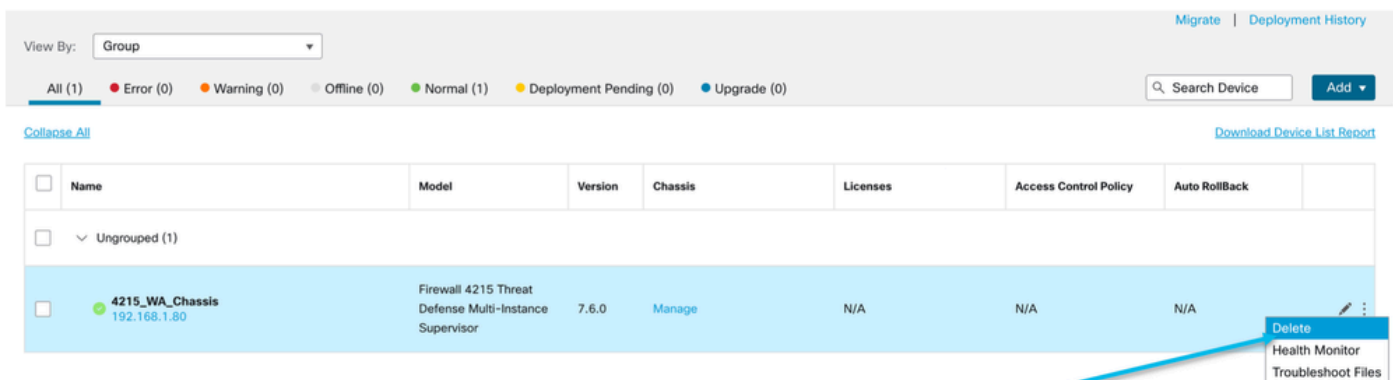 Migrate | Deployment History
View By: Group
All (1) Error (0) Warning (0) Offline (0) Normal (1) Deployment Pending (0) Upgrade (0) Search Device Add
Collapse All Download Device List Report
Name Model Version Chassis Licenses Access Control Policy Auto RollBack
Ungrouped (1)
4215_WA_Chassis
192.168.1.80
Firewall 4215 Threat
Defense Multi-Instance
Supervisor
7.6.0 Manage N/A N/A N/A
Delete
Health Monitor
Troubleshoot Files